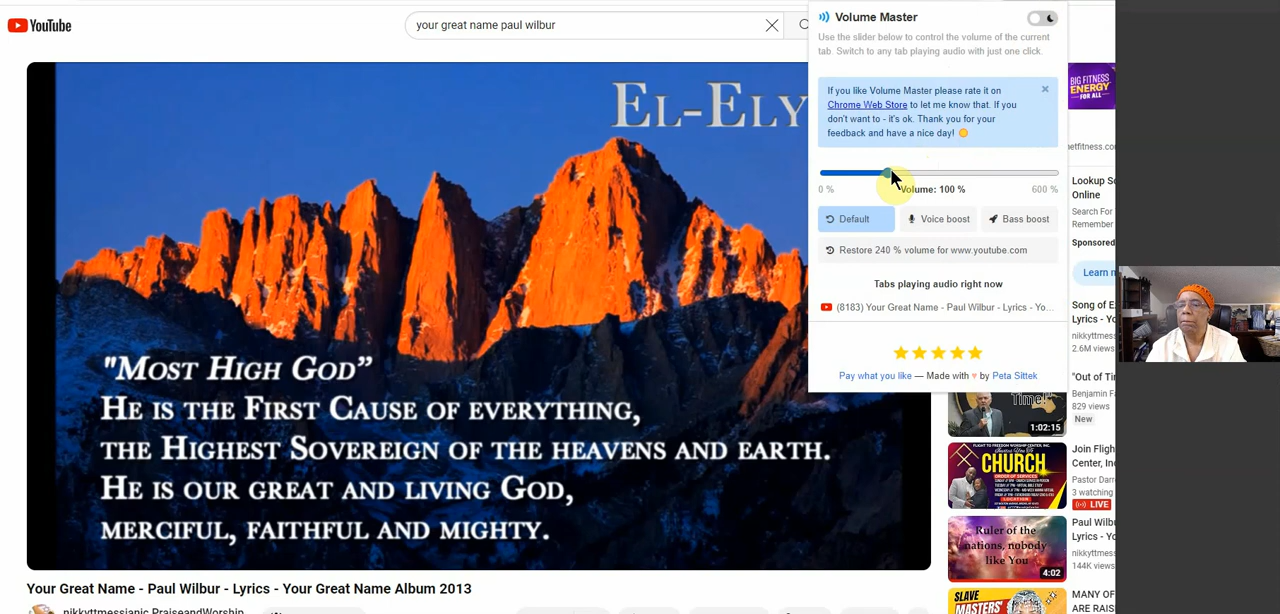 YouTube
your great name paul wilbur
Volume Master
Use the slider below to control the volume of the current
tab. Switch to any tab playing audio with just one click.
If you like Volume Master please rate it on
Chrome Web Store to let me know that. If you
don't want to - it's ok. Thank you for your
feedback and have a nice day!
0 %
Volume: 100 %
600 %
Default
Voice boost
Bass boost
Restore 240 % volume for www.youtube.com
Tabs playing audio right now
(8183) Your Great Name - Paul Wilbur - Lyrics - Yo...
Pay what you like — Made with ♥ by Peta Sittek
El-Ely
"Most High God"
He is the First Cause of everything,
the Highest Sovereign of the heavens and earth.
He is our great and living God,
merciful, faithful and mighty.
Your Great Name - Paul Wilbur - Lyrics - Your Great Name Album 2013
nikkyttmessianic PraiseandWorship
BIG FITNESS
ENERGY
FOR ALL
netfitness.co
Lookup S
Online
Search For
Remember
Sponsored
Learn m
Song of E
Lyrics - Y
nikkyttmess
2.6M views
Time!"
1:02:15
"Out of Ti
Benjamin F
829 views
New
CHURCH
Join Fligh
Center, In
Pastor Darr
3 watching
LIVE
Ruler of the
nations, nobody
like You
4:02
Paul Wilb
Lyrics - Y
nikkyttmess
144K views
SLAVE
MASTERS
MANY OF
ARE RAIS